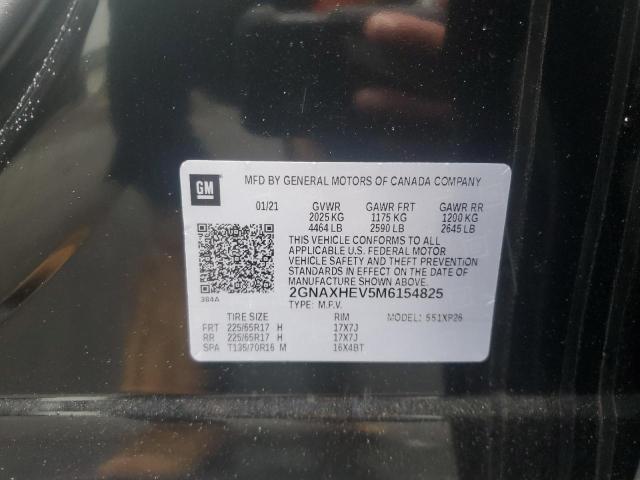 GM
MFD BY GENERAL MOTORS OF CANADA COMPANY
01/21 GVWR GAWR FRT GAWR RR
2025 KG 1175 KG 1200 KG
4464 LB 2590 LB 2645 LB
THIS VEHICLE CONFORMS TO ALL
APPLICABLE U.S. FEDERAL MOTOR
VEHICLE SAFETY AND THEFT PREVENTION
STANDARDS IN EFFECT ON THE DATE OF
MANUFACTURE SHOWN ABOVE.
384A
2GNAXHEV5M6154825
TYPE: M.P.V.
TIRE SIZE RIM MODEL: 551XP26
FRT 225/65R17 H 17X7J
RR 225/65R17 H 17X7J
SPA T135/70R16 M 16X4BT